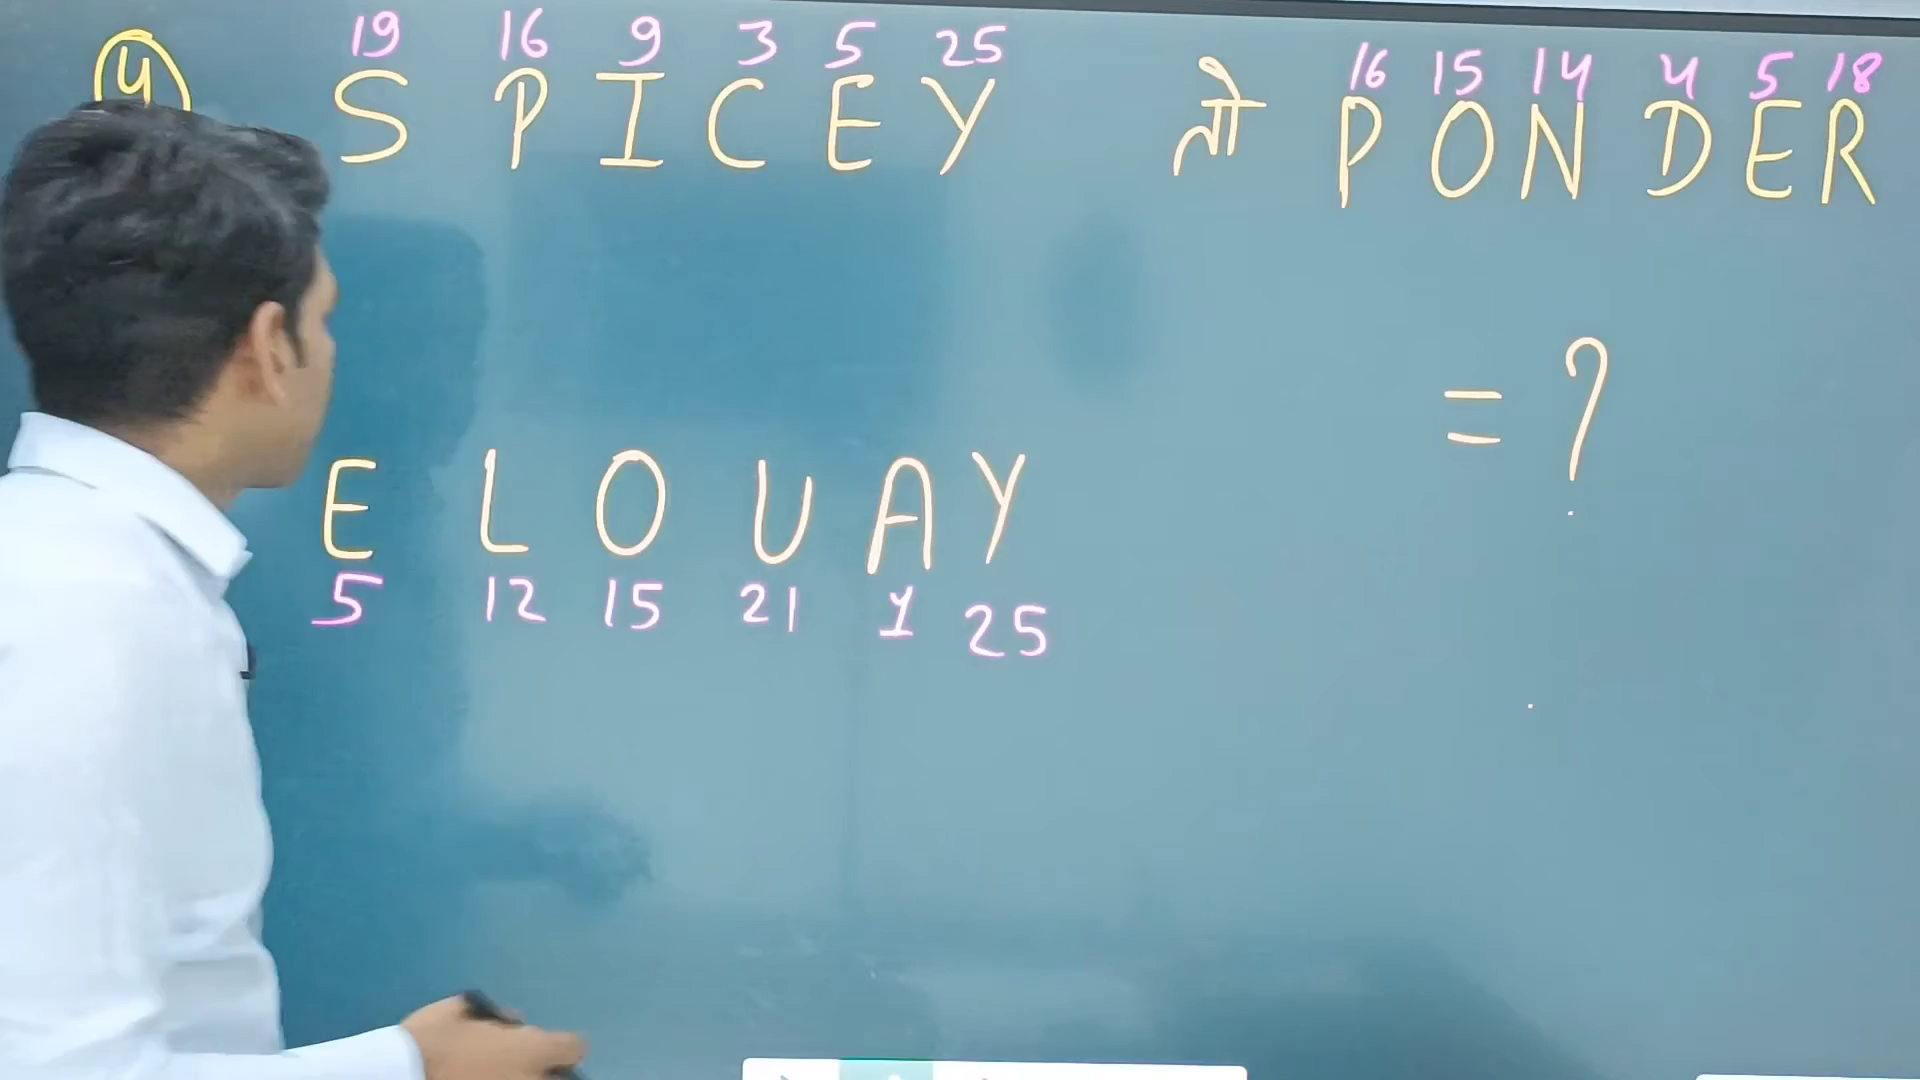 4
19 16 9 3 5 25
S P I C E Y
तो
16 15 14 4 5 18
P O N D E R
= ?
E L O U A Y
5 12 15 21 1 25